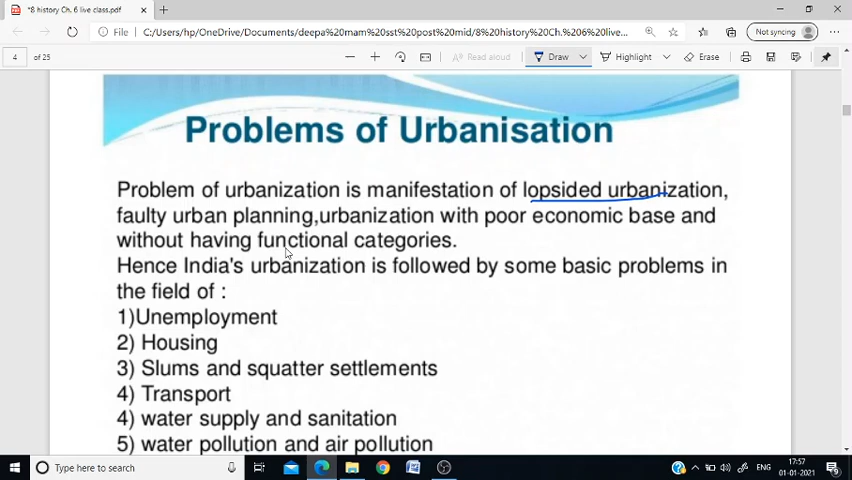 *8 history Ch. 6 live class.pdf
File
C:/Users/hp/OneDrive/Documents/deepa%20mam%20sst%20post%20mid/8%20history%20Ch.%206%20live...
Not syncing
4 of 25
Read aloud
Draw
Highlight
Erase
Problems of Urbanisation
Problem of urbanization is manifestation of lopsided urbanization,
faulty urban planning,urbanization with poor economic base and
without having functional categories.
Hence India's urbanization is followed by some basic problems in
the field of :
1)Unemployment
2) Housing
3) Slums and squatter settlements
4) Transport
4) water supply and sanitation
5) water pollution and air pollution
Type here to search
ENG
17:57
01-01-2021